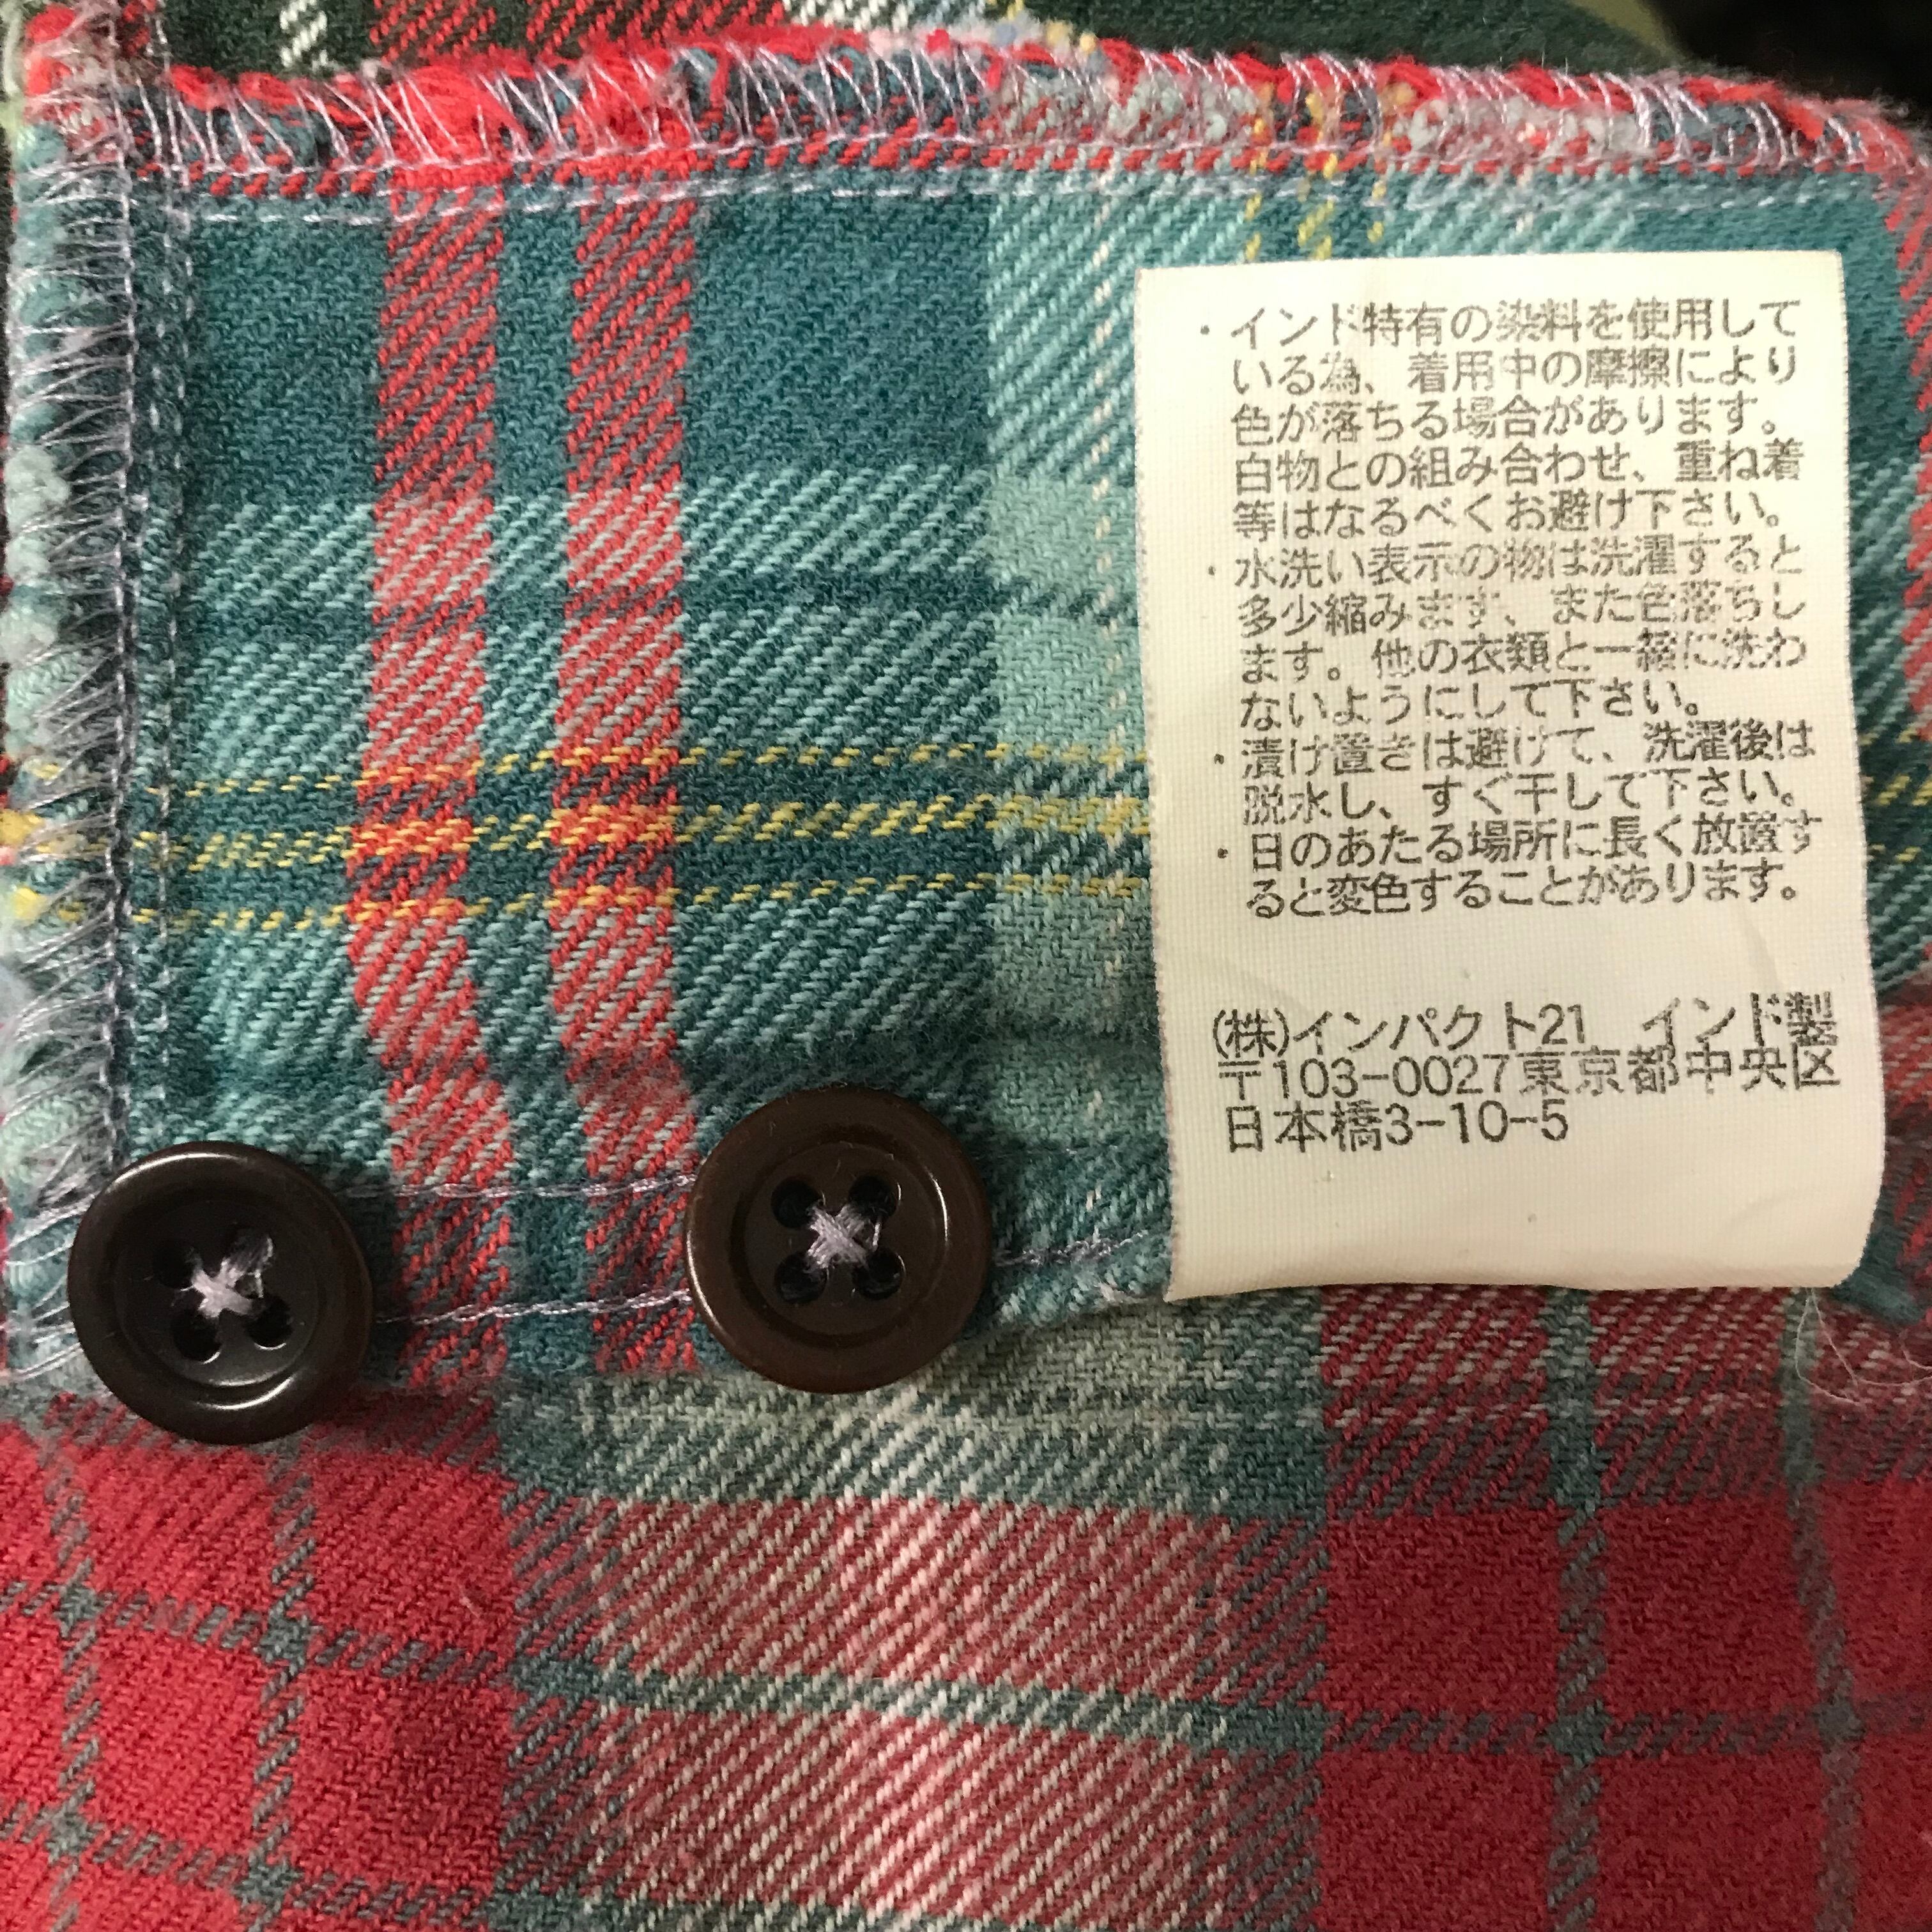 ・インド特有の染料を使用して
いる為、着用中の摩擦により
色が落ちる場合があります。
白物との組み合わせ、重ね着
等はなるべくお避け下さい。
・水洗い表示の物は洗濯すると
多少縮みます、また色落ちし
ます。他の衣類と一緒に洗わ
ないようにして下さい。
・漬け置きは避けて、洗濯後は
脱水し、すぐ干して下さい。
・日のあたる場所に長く放置す
ると変色することがあります。
(株)インパクト21 インド製
〒103-0027東京都中央区
日本橋3-10-5